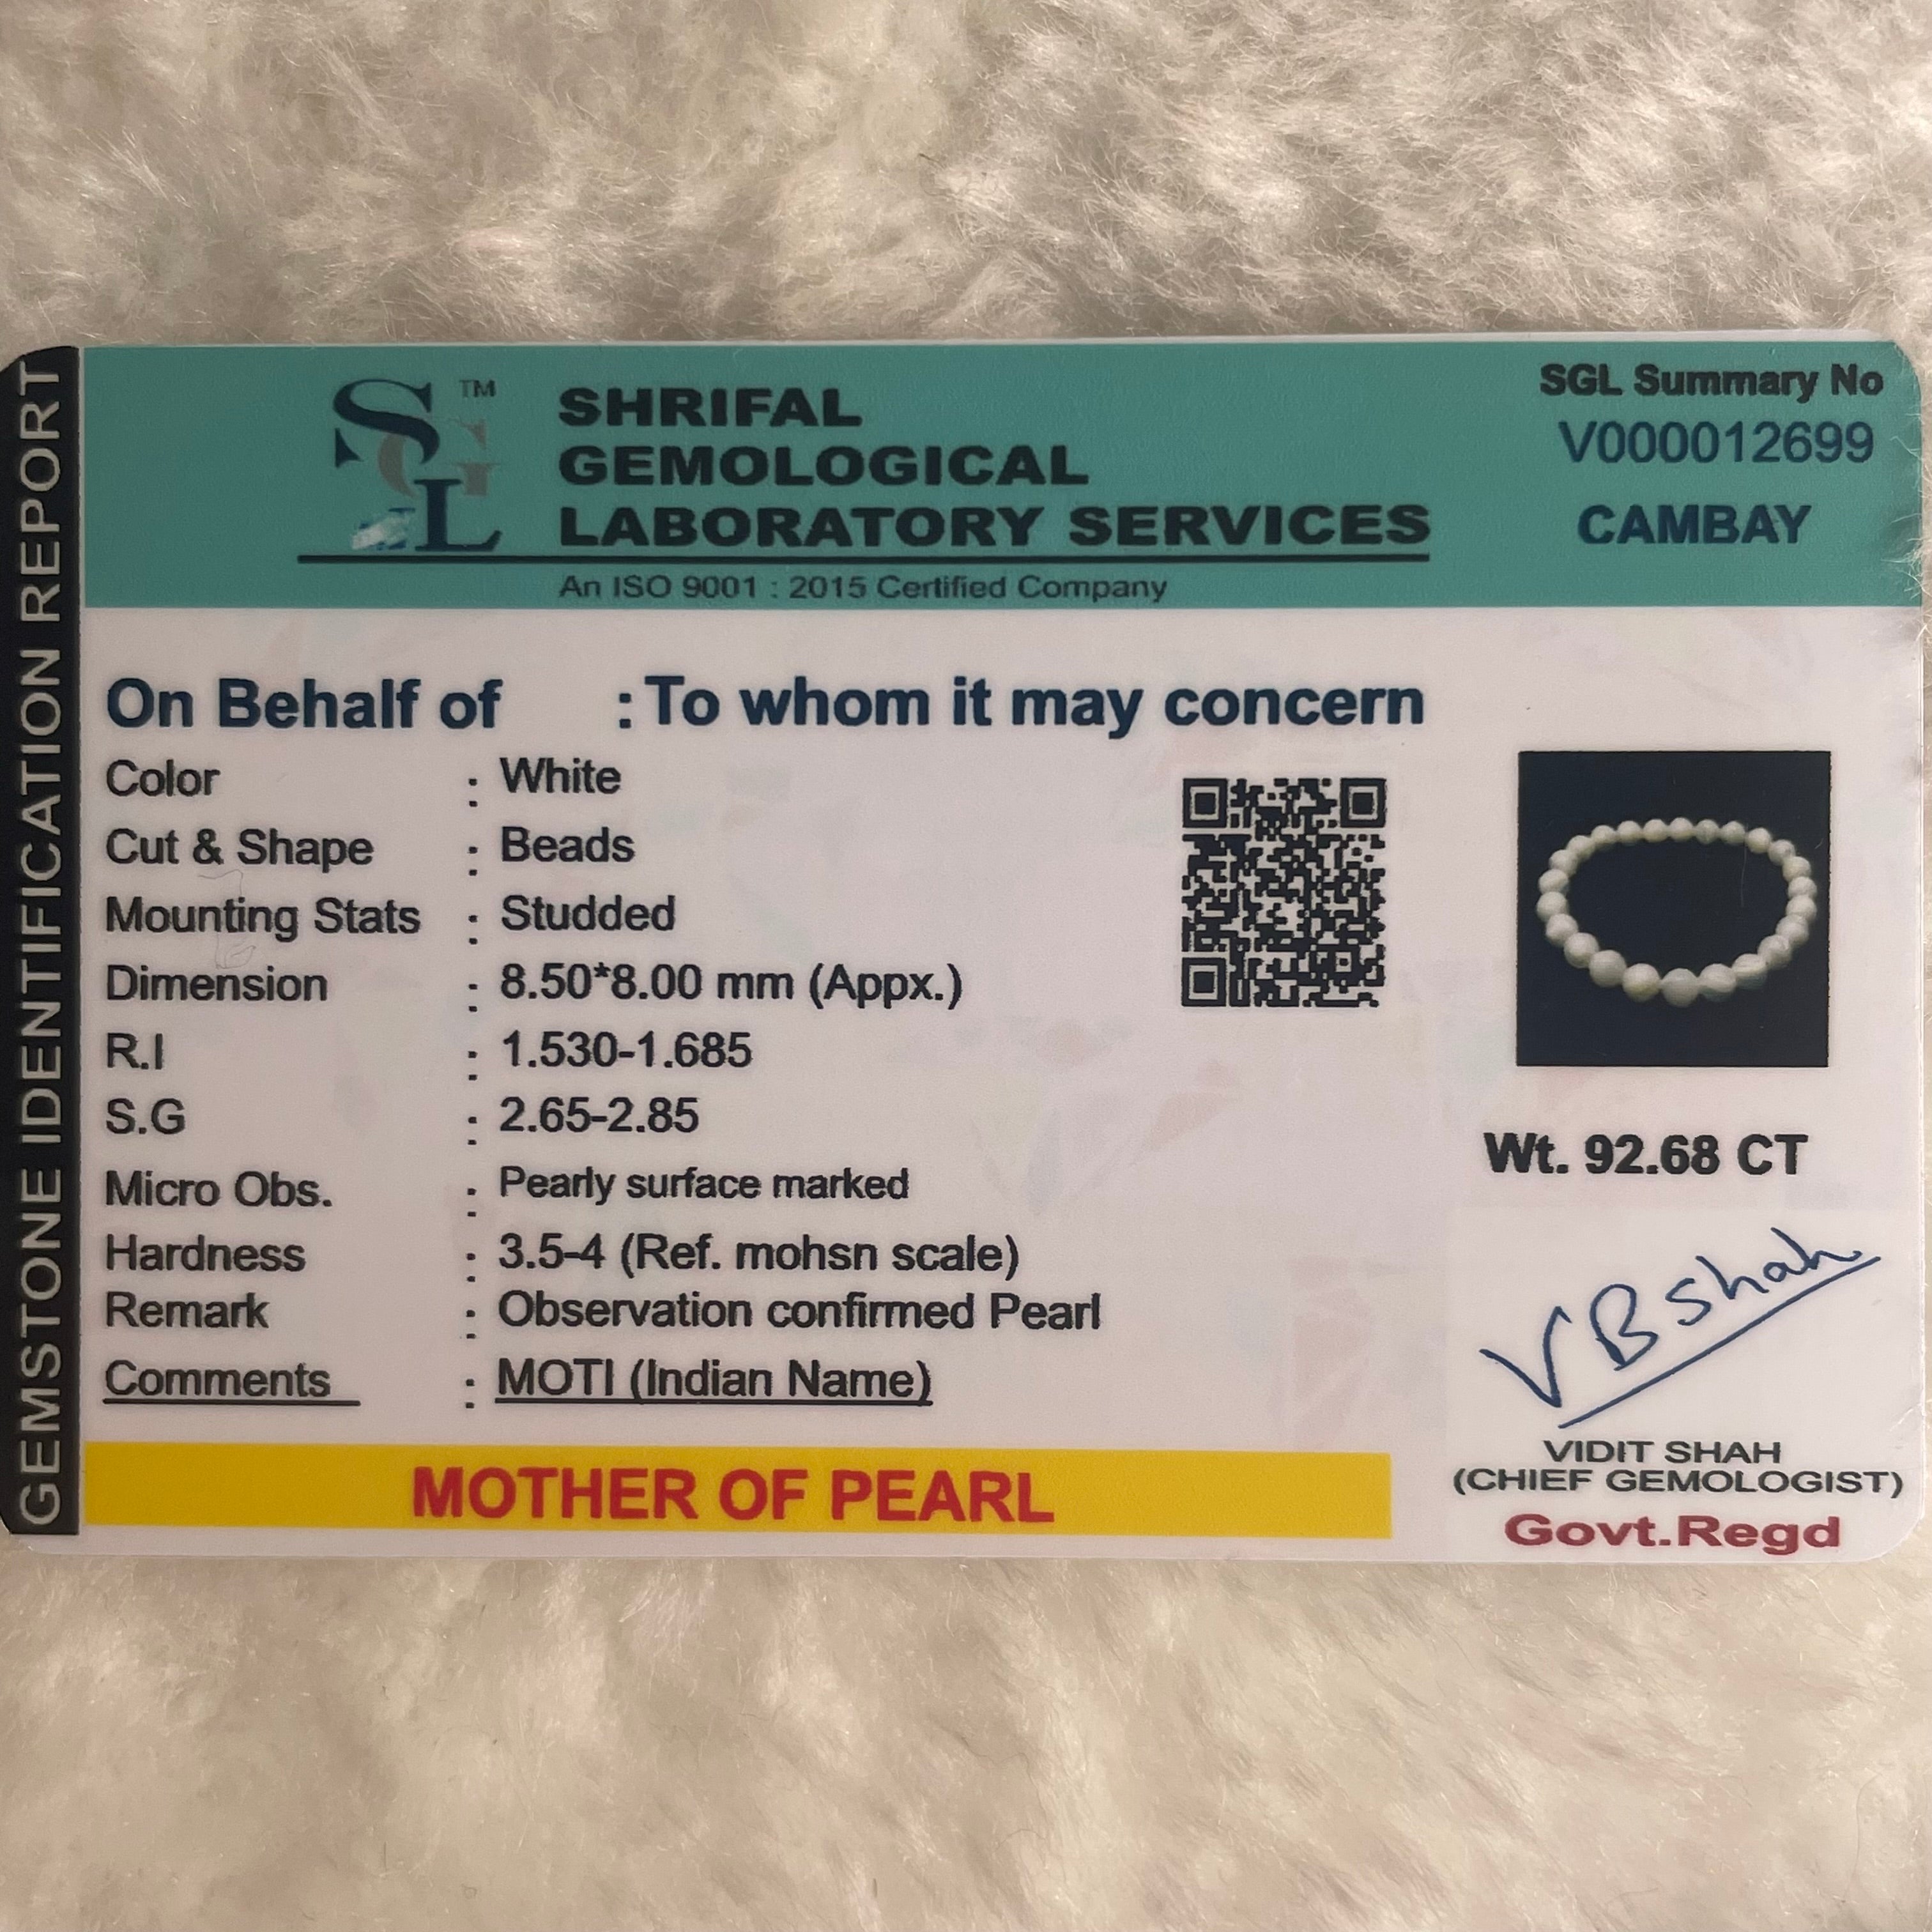 GEMSTONE IDENTIFICATION REPORT
SGL TM
SHRIFAL
GEMOLOGICAL
LABORATORY SERVICES
An ISO 9001 : 2015 Certified Company
SGL Summary No
V000012699
CAMBAY
On Behalf of : To whom it may concern
Color : White
Cut & Shape : Beads
Mounting Stats : Studded
Dimension : 8.50*8.00 mm (Appx.)
R.I : 1.530-1.685
S.G : 2.65-2.85
Micro Obs. : Pearly surface marked
Hardness : 3.5-4 (Ref. mohsn scale)
Remark : Observation confirmed Pearl
Comments : MOTI (Indian Name)
MOTHER OF PEARL
Wt. 92.68 CT
VBshah
VIDIT SHAH
(CHIEF GEMOLOGIST)
Govt.Regd